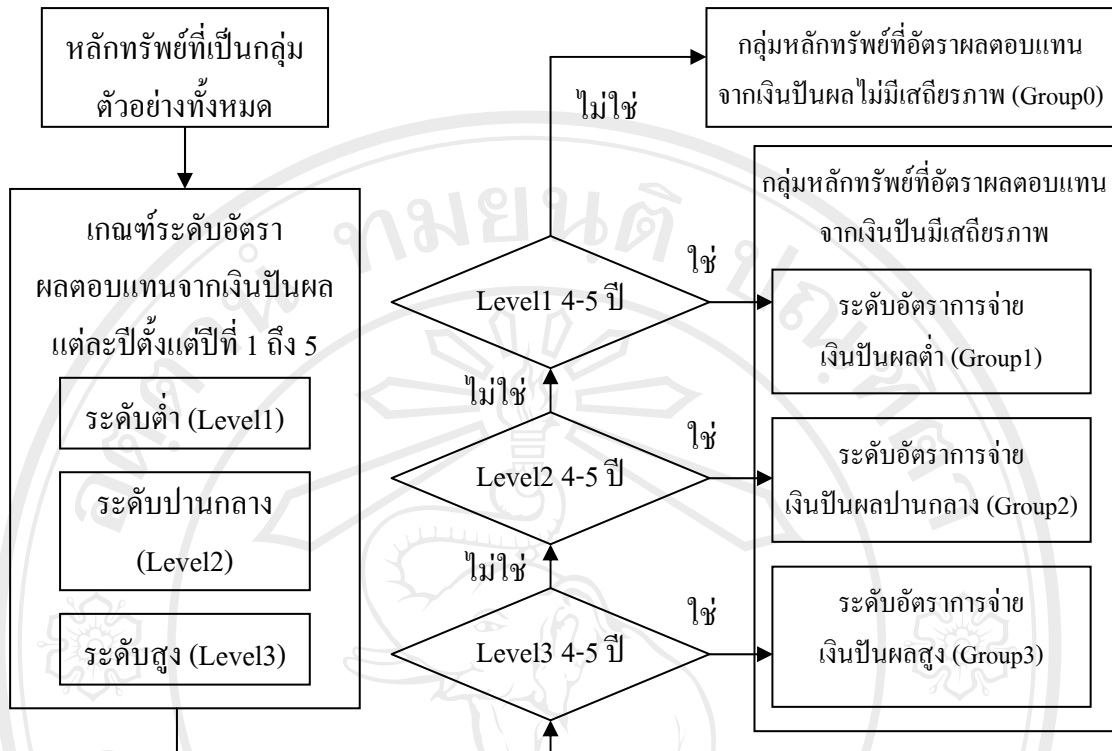 หลักทรัพย์ที่เป็นกลุ่ม
ตัวอย่างทั้งหมด
เกณฑ์ระดับอัตรา
ผลตอบแทนจากเงินปันผล
แต่ละปีตั้งแต่ปีที่ 1 ถึง 5
ระดับต่ำ (Level1)
ระดับปานกลาง
(Level2)
ระดับสูง (Level3)
Level3 4-5 ปี
ใช่
ไม่ใช่
Level2 4-5 ปี
ใช่
ไม่ใช่
Level1 4-5 ปี
ใช่
ไม่ใช่
กลุ่มหลักทรัพย์ที่อัตราผลตอบแทน
จากเงินปันผลไม่มีเสถียรภาพ (Group0)
กลุ่มหลักทรัพย์ที่อัตราผลตอบแทน
จากเงินปันมีเสถียรภาพ
ระดับอัตราการจ่าย
เงินปันผลต่ำ (Group1)
ระดับอัตราการจ่าย
เงินปันผลปานกลาง (Group2)
ระดับอัตราการจ่าย
เงินปันผลสูง (Group3)